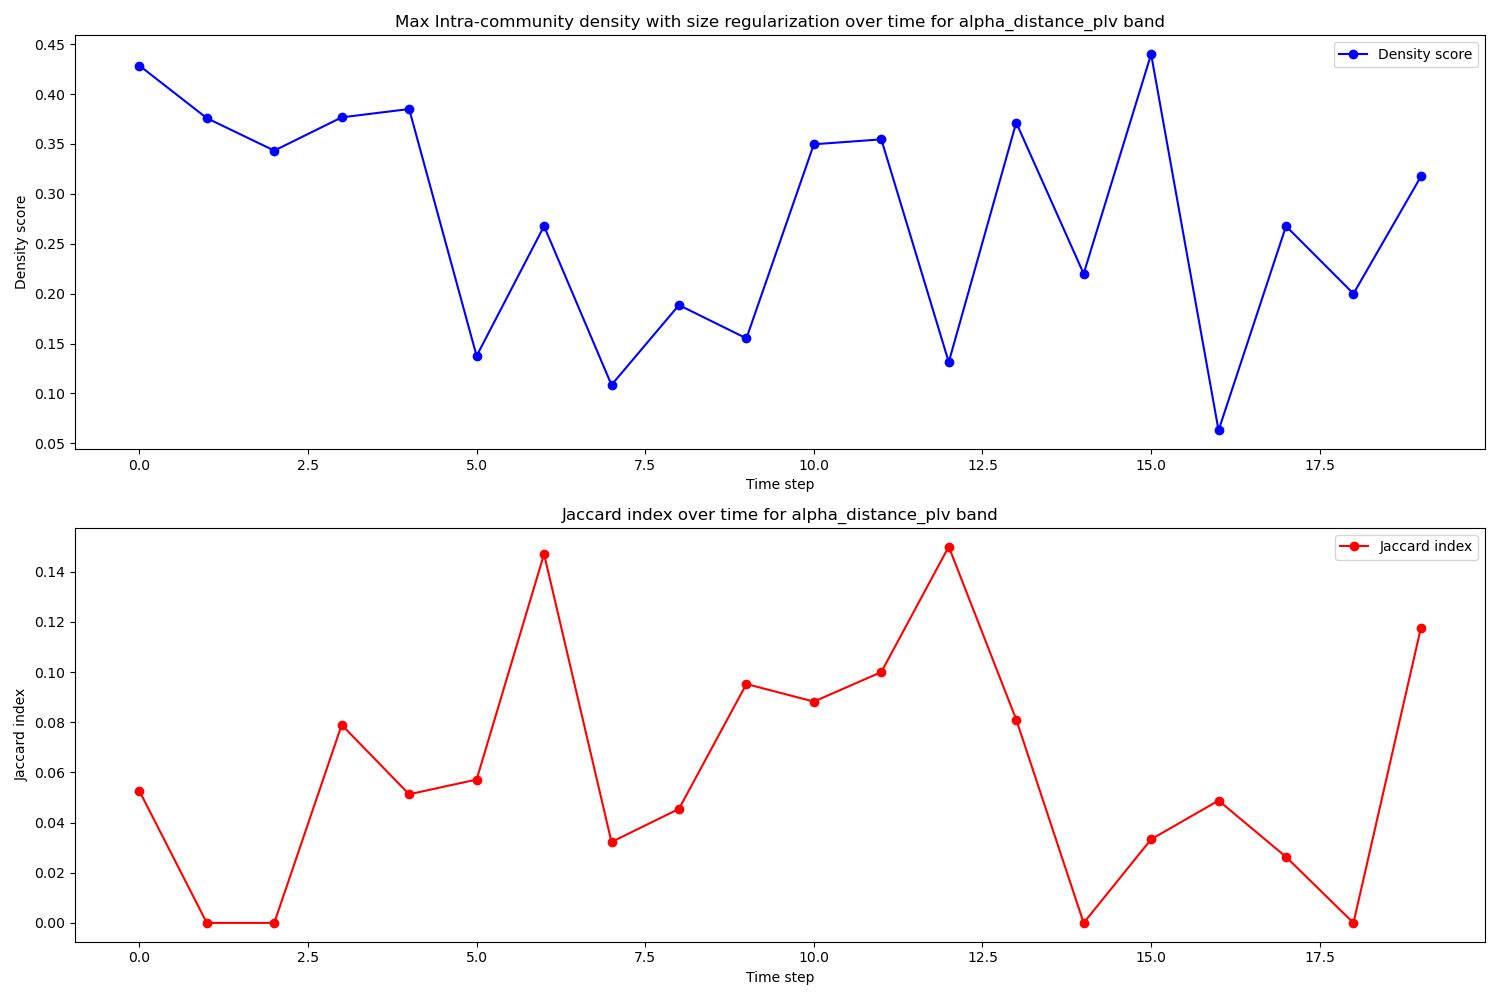 Max Intra-community density with size regularization over time for alpha_distance_plv band
Density score
0.45
0.40
0.35
0.30
0.25
0.20
0.15
0.10
0.05
Density score
0.0 2.5 5.0 7.5 10.0 12.5 15.0 17.5
Time step
Jaccard index over time for alpha_distance_plv band
Jaccard index
0.14
0.12
0.10
0.08
0.06
0.04
0.02
0.00
Jaccard index
0.0 2.5 5.0 7.5 10.0 12.5 15.0 17.5
Time step